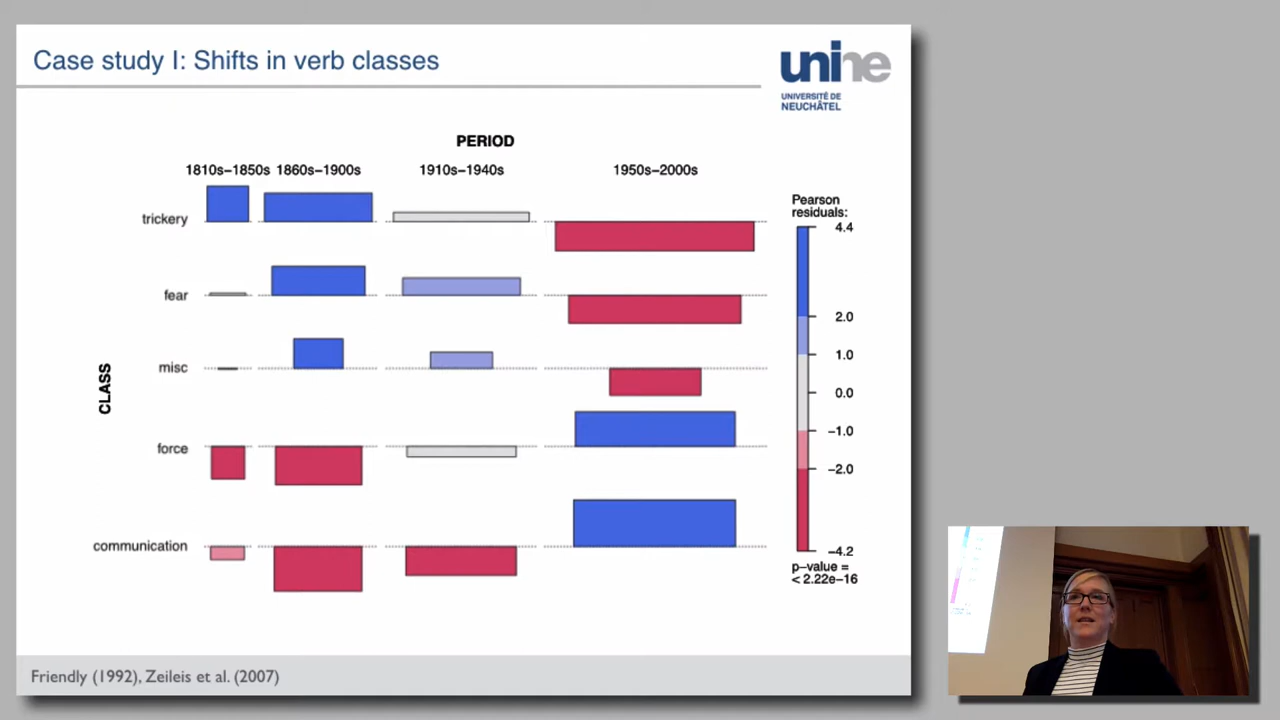 Case study I: Shifts in verb classes
unine
UNIVERSITÉ DE
NEUCHÂTEL
PERIOD
1810s−1850s 1860s−1900s 1910s−1940s 1950s−2000s
CLASS
trickery
fear
misc
force
communication
Pearson
residuals:
4.4
2.0
1.0
0.0
−1.0
−2.0
−4.2
p−value =
< 2.22e−16
Friendly (1992), Zeileis et al. (2007)